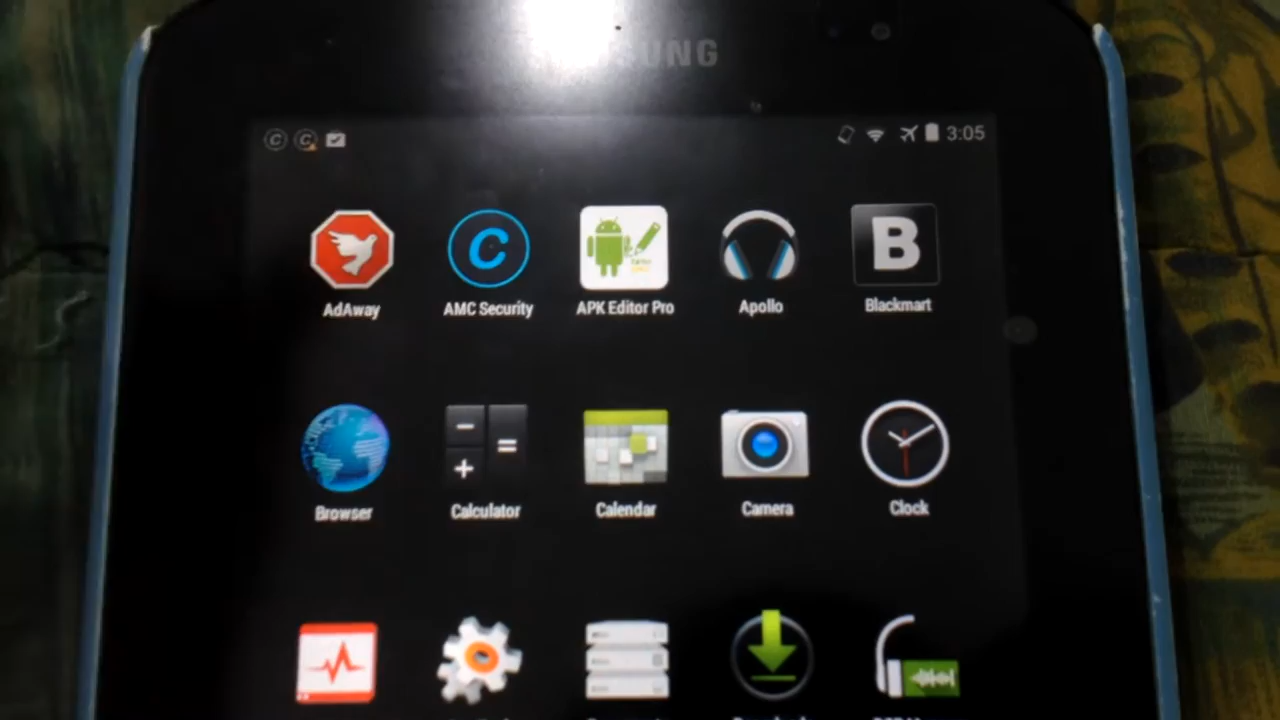 SAMSUNG
3:05
AdAway AMC Security APK Editor Pro Apollo Blackmart
B
Browser Calculator Calendar Camera Clock